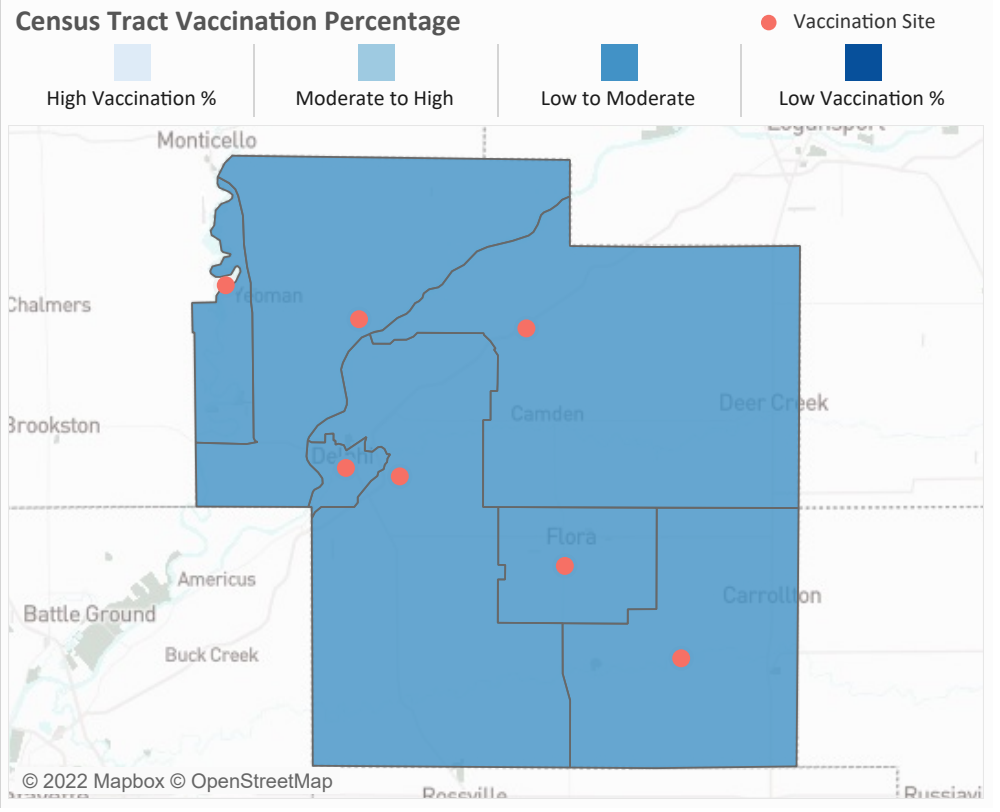 Census Tract Vaccination Percentage
Vaccination Site
High Vaccination %
Moderate to High
Low to Moderate
Low Vaccination %
Logansport
Monticello
Yeoman
Chalmers
Deer Creek
Camden
Brookston
Delphi
Flora
Americus
Carrollton
Battle Ground
Buck Creek
© 2022 Mapbox © OpenStreetMap
Rossville